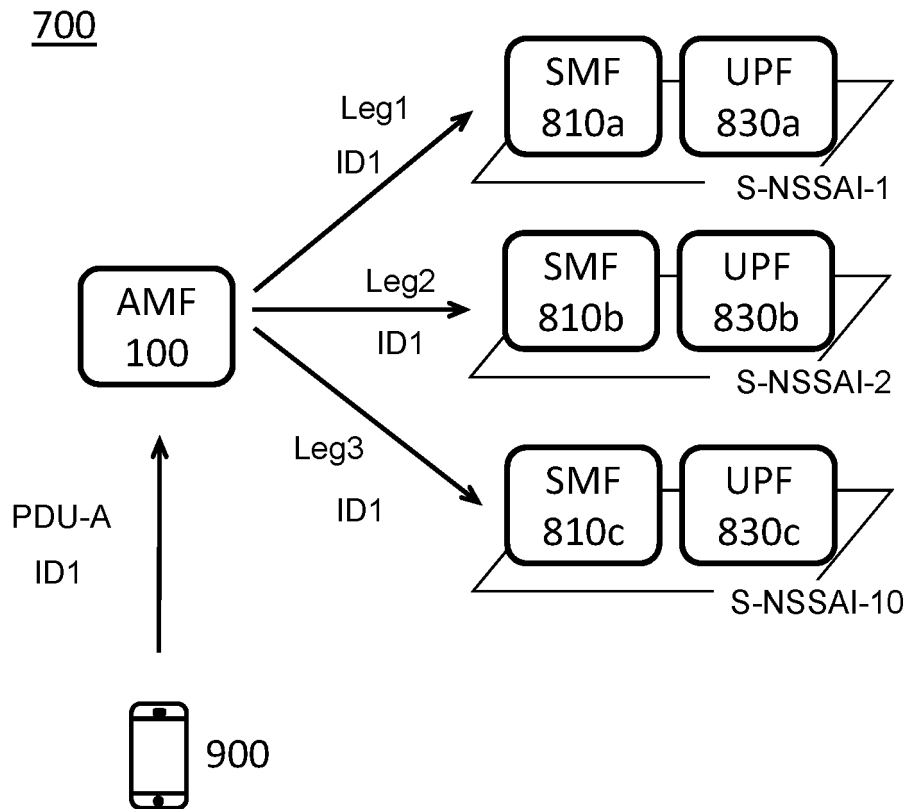 700
SMF
810a
UPF
830a
Leg1
ID1
S-NSSAI-1
AMF
100
Leg2
ID1
SMF
810b
UPF
830b
S-NSSAI-2
Leg3
ID1
SMF
810c
UPF
830c
S-NSSAI-10
PDU-A
ID1
900